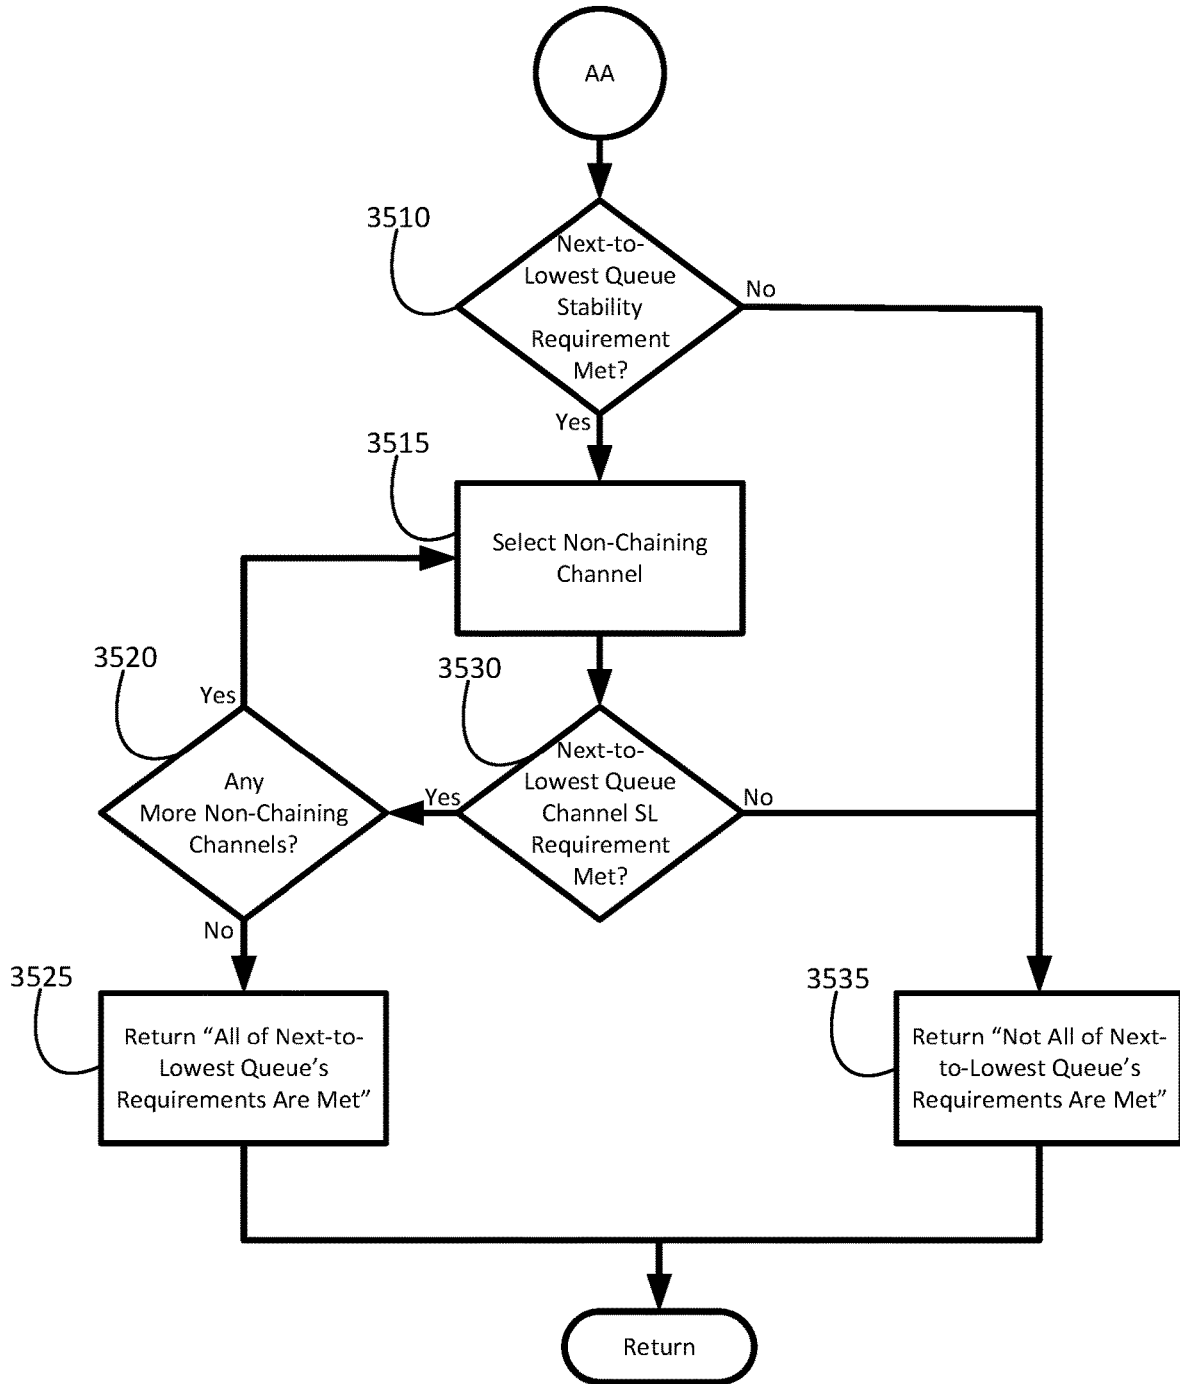 AA
3510
Next-to-
Lowest Queue
Stability
Requirement
Met?
No
Yes
3515
Select Non-Chaining
Channel
3520
3530
Yes
Any
More Non-Chaining
Channels?
Yes
Next-to-
Lowest Queue
Channel SL
Requirement
Met?
No
No
3525
3535
Return “All of Next-to-
Lowest Queue’s
Requirements Are Met”
Return “Not All of Next-
to-Lowest Queue’s
Requirements Are Met”
Return